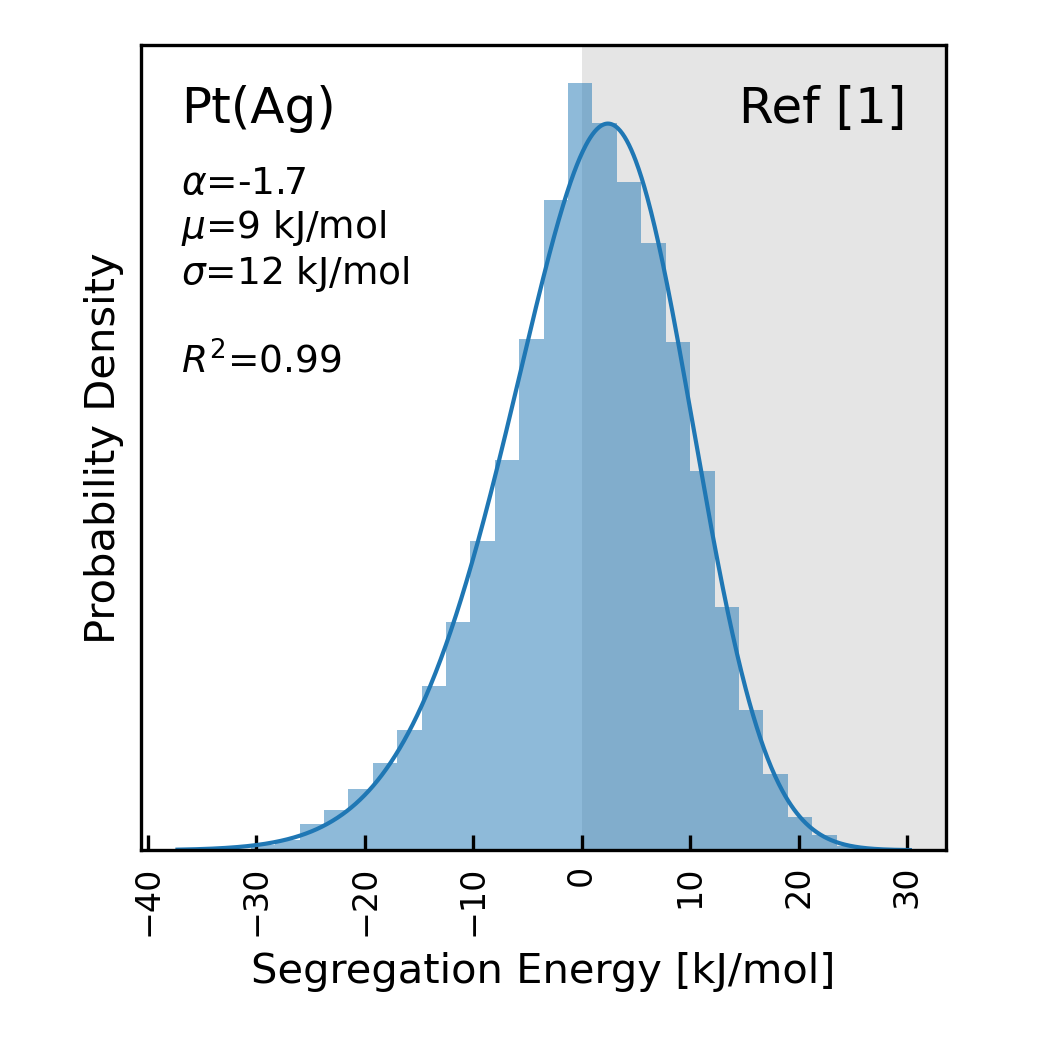 Pt(Ag)
Ref [1]
α=-1.7
μ=9 kJ/mol
σ=12 kJ/mol
R²=0.99
Probability Density
−40 −30 −20 −10 0 10 20 30
Segregation Energy [kJ/mol]